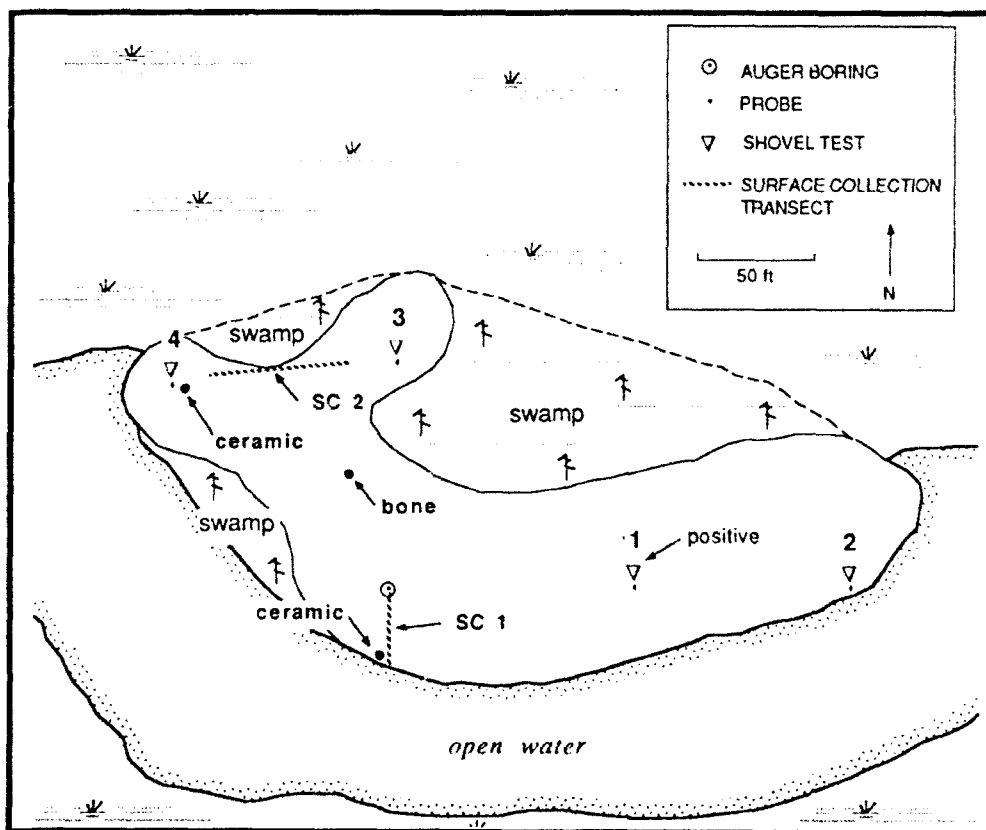 AUGER BORING
PROBE
SHOVEL TEST
SURFACE COLLECTION
TRANSECT
50 ft
N
3
4
swamp
SC 2
swamp
ceramic
bone
swamp
1
positive
2
ceramic
SC 1
open water